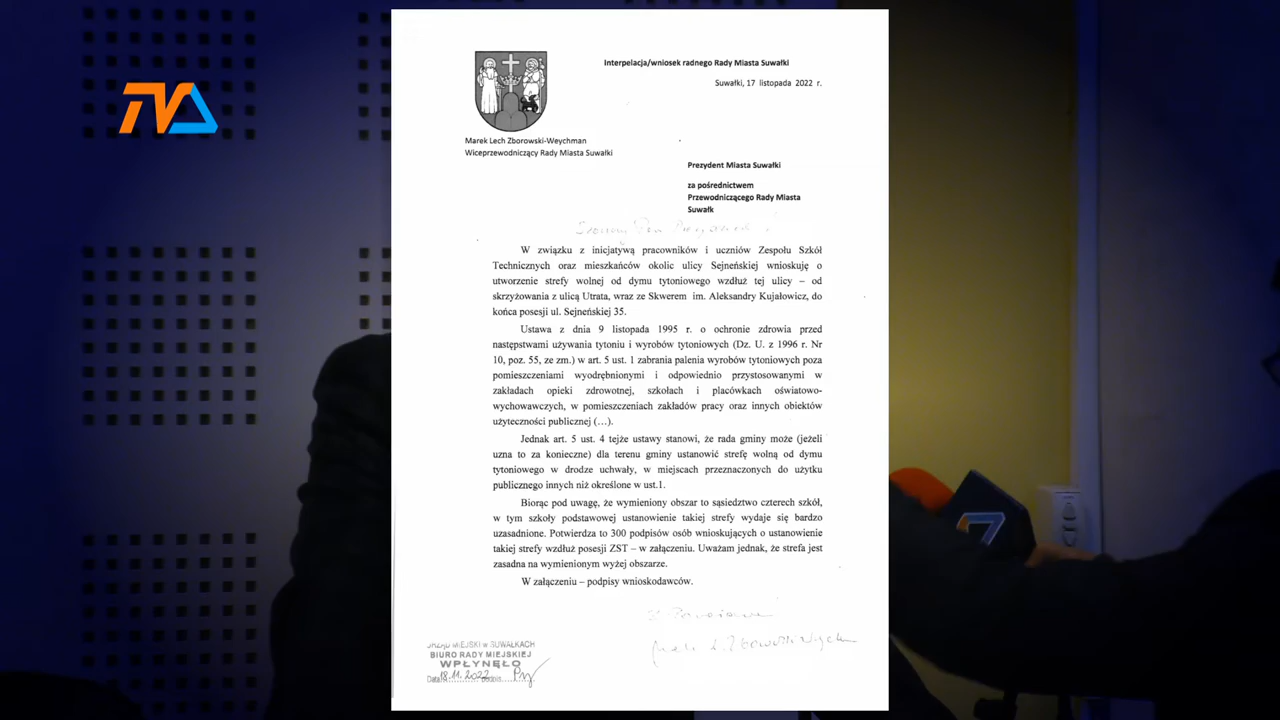 TVA
Interpelacja/wniosek radnego Rady Miasta Suwałki
Suwałki, 17 listopada 2022 r.
Marek Lech Zborowski-Weychman
Wiceprzewodniczący Rady Miasta Suwałki
Prezydent Miasta Suwałki
za pośrednictwem
Przewodniczącego Rady Miasta
Suwałk
W związku z inicjatywą pracowników i uczniów Zespołu Szkół
Technicznych oraz mieszkańców okolic ulicy Sejneńskiej wnioskuję o
utworzenie strefy wolnej od dymu tytoniowego wzdłuż tej ulicy – od
skrzyżowania z ulicą Utrata, wraz ze Skwerem im. Aleksandry Kujałowicz, do
końca posesji ul. Sejneńskiej 35.
Ustawa z dnia 9 listopada 1995 r. o ochronie zdrowia przed
następstwami używania tytoniu i wyrobów tytoniowych (Dz. U. z 1996 r. Nr
10, poz. 55, ze zm.) w art. 5 ust. 1 zabrania palenia wyrobów tytoniowych poza
pomieszczeniami wyodrębnionymi i odpowiednio przystosowanymi w
zakładach opieki zdrowotnej, szkołach i placówkach oświatowo-
wychowawczych, w pomieszczeniach zakładów pracy oraz innych obiektów
użyteczności publicznej (…).
Jednak art. 5 ust. 4 tejże ustawy stanowi, że rada gminy może (jeżeli
uzna to za konieczne) dla terenu gminy ustanowić strefę wolną od dymu
tytoniowego w drodze uchwały, w miejscach przeznaczonych do użytku
publicznego innych niż określone w ust.1.
Biorąc pod uwagę, że wymieniony obszar to sąsiedztwo czterech szkół,
w tym szkoły podstawowej ustanowienie takiej strefy wydaje się bardzo
uzasadnione. Potwierdza to 300 podpisów osób wnioskujących o ustanowienie
takiej strefy wzdłuż posesji ZST – w załączeniu. Uważam jednak, że strefa jest
zasadna na wymienionym wyżej obszarze.
W załączeniu – podpisy wnioskodawców.
URZĄD MIEJSKI w SUWAŁKACH
BIURO RADY MIEJSKIEJ
WPŁYNĘŁO
Data 18.11.2022 podpis